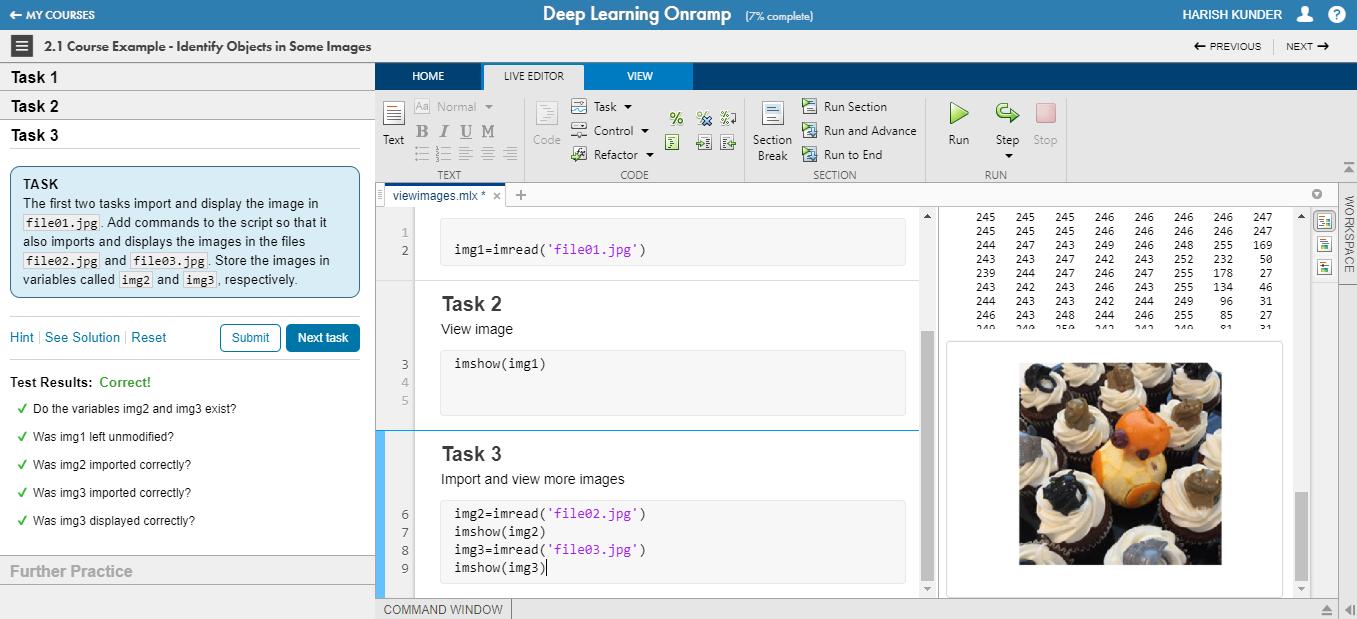 MY COURSES
Deep Learning Onramp (7% complete)
HARISH KUNDER
?
2.1 Course Example - Identify Objects in Some Images
PREVIOUS
NEXT
Task 1
Task 2
Task 3
TASK
The first two tasks import and display the image in
file01.jpg. Add commands to the script so that it
also imports and displays the images in the files
file02.jpg and file03.jpg. Store the images in
variables called img2 and img3, respectively.
Hint
See Solution
Reset
Submit
Next task
Test Results: Correct!
Do the variables img2 and img3 exist?
Was img1 left unmodified?
Was img2 imported correctly?
Was img3 imported correctly?
Was img3 displayed correctly?
Further Practice
HOME
LIVE EDITOR
VIEW
Text
Aa Normal
B I U M
TEXT
Code
Task
Control
Refactor
CODE
Section
Break
Run Section
Run and Advance
Run to End
SECTION
Run
Step
Stop
RUN
viewimages.mlx *
1
2 img1=imread('file01.jpg')
Task 2
View image
3 imshow(img1)
4
5
Task 3
Import and view more images
6 img2=imread('file02.jpg')
7 imshow(img2)
8 img3=imread('file03.jpg')
9 imshow(img3)
245 245 245 246 246 246 246 247
245 245 245 246 246 246 246 247
244 247 243 249 246 248 255 169
243 243 247 242 243 252 232 50
239 244 247 246 247 255 178 27
243 242 243 246 243 255 134 46
244 243 243 242 244 249 96 31
246 243 248 244 246 255 85 27
WORKSPACE
COMMAND WINDOW